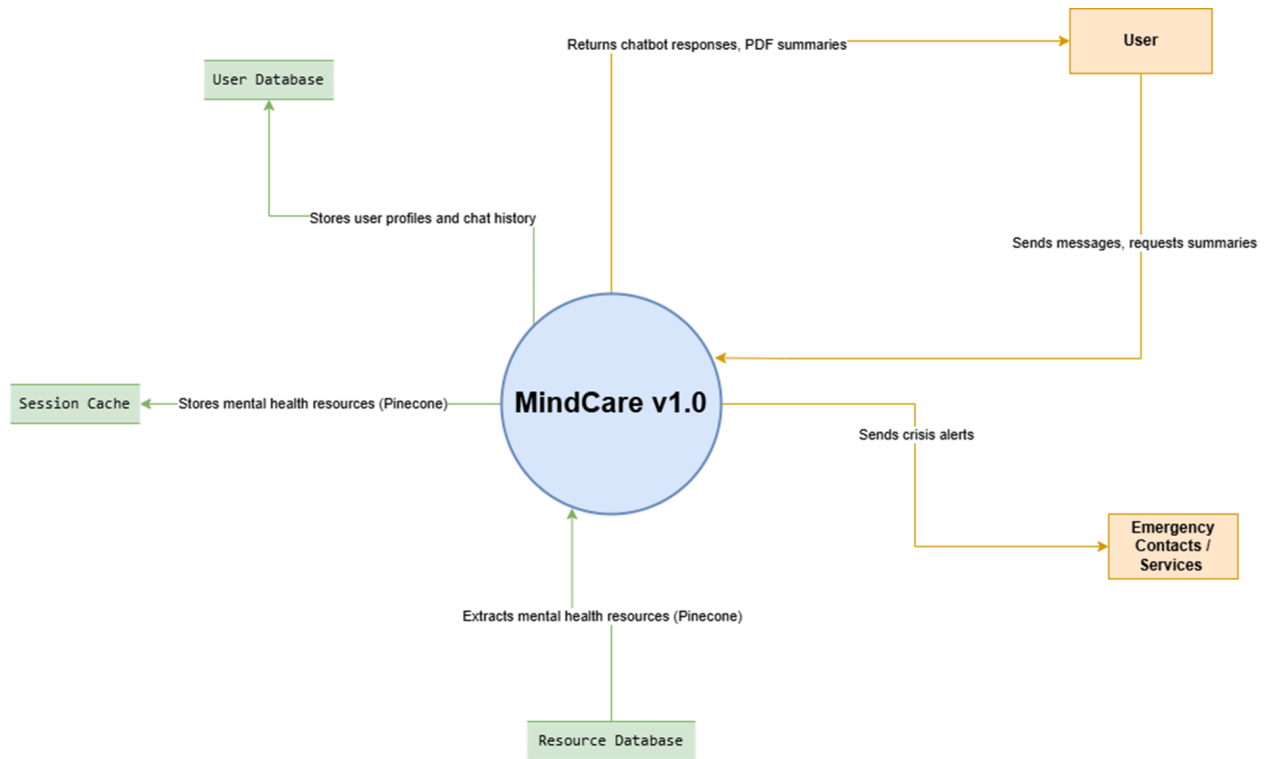 Returns chatbot responses, PDF summaries
User
User Database
Stores user profiles and chat history
Sends messages, requests summaries
Session Cache
Stores mental health resources (Pinecone)
MindCare v1.0
Sends crisis alerts
Emergency
Contacts /
Services
Extracts mental health resources (Pinecone)
Resource Database